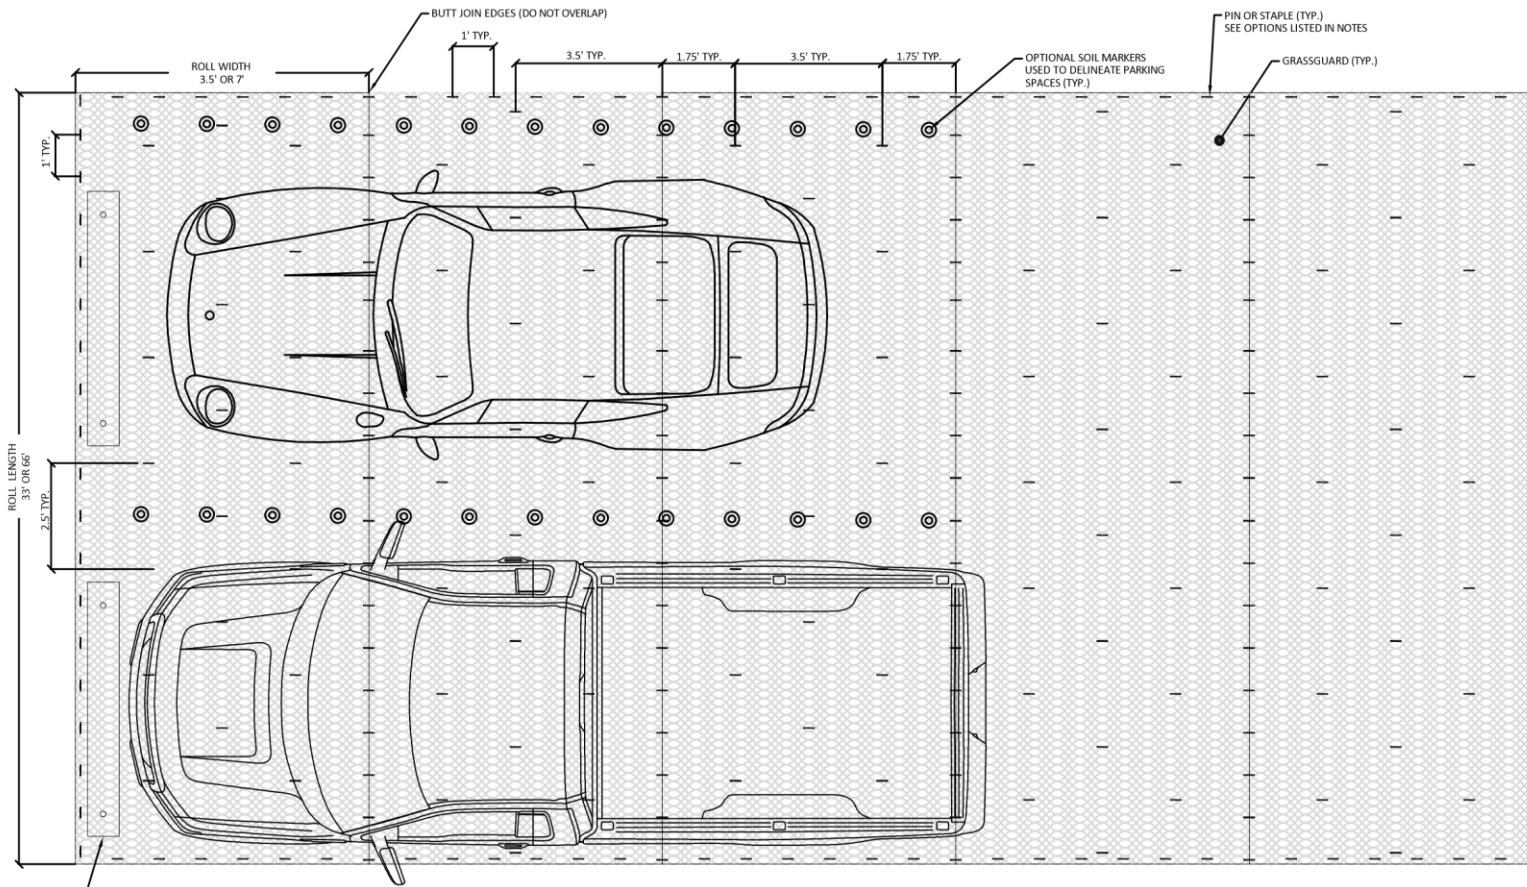 BUTT JOIN EDGES (DO NOT OVERLAP)
PIN OR STAPLE (TYP.)
SEE OPTIONS LISTED IN NOTES
1' TYP.
ROLL WIDTH
3.5' OR 7'
3.5' TYP.
1.75' TYP.
3.5' TYP.
1.75' TYP.
OPTIONAL SOIL MARKERS
USED TO DELINEATE PARKING
SPACES (TYP.)
GRASSGUARD (TYP.)
1' TYP.
ROLL LENGTH
33' OR 66'
2.5' TYP.